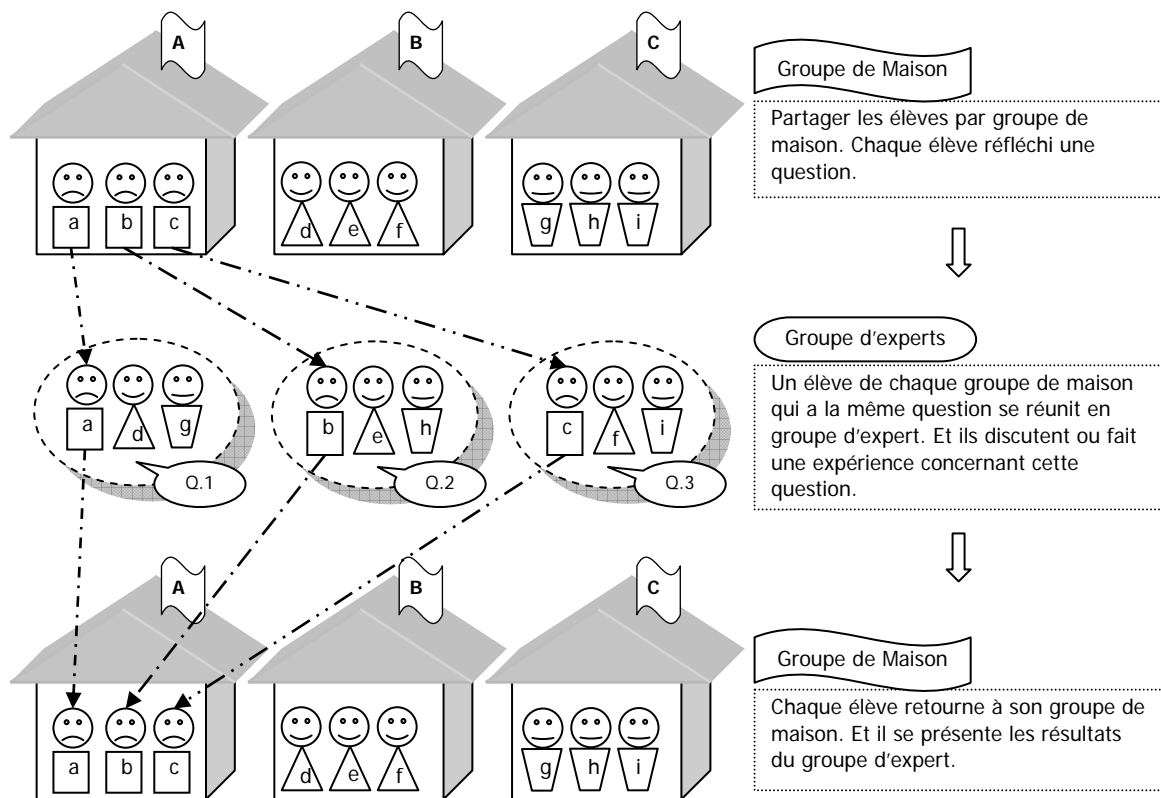 A
B
C
Groupe de Maison
Partager les élèves par groupe de
maison. Chaque élève réfléchi une
question.
a b c
d e f
g h i
Groupe d'experts
Un élève de chaque groupe de maison
qui a la même question se réunit en
groupe d'expert. Et ils discutent ou fait
une expérience concernant cette
question.
a d g
Q.1
b e h
Q.2
c f i
Q.3
A
B
C
Groupe de Maison
Chaque élève retourne à son groupe de
maison. Et il se présente les résultats
du groupe d'expert.
a b c
d e f
g h i